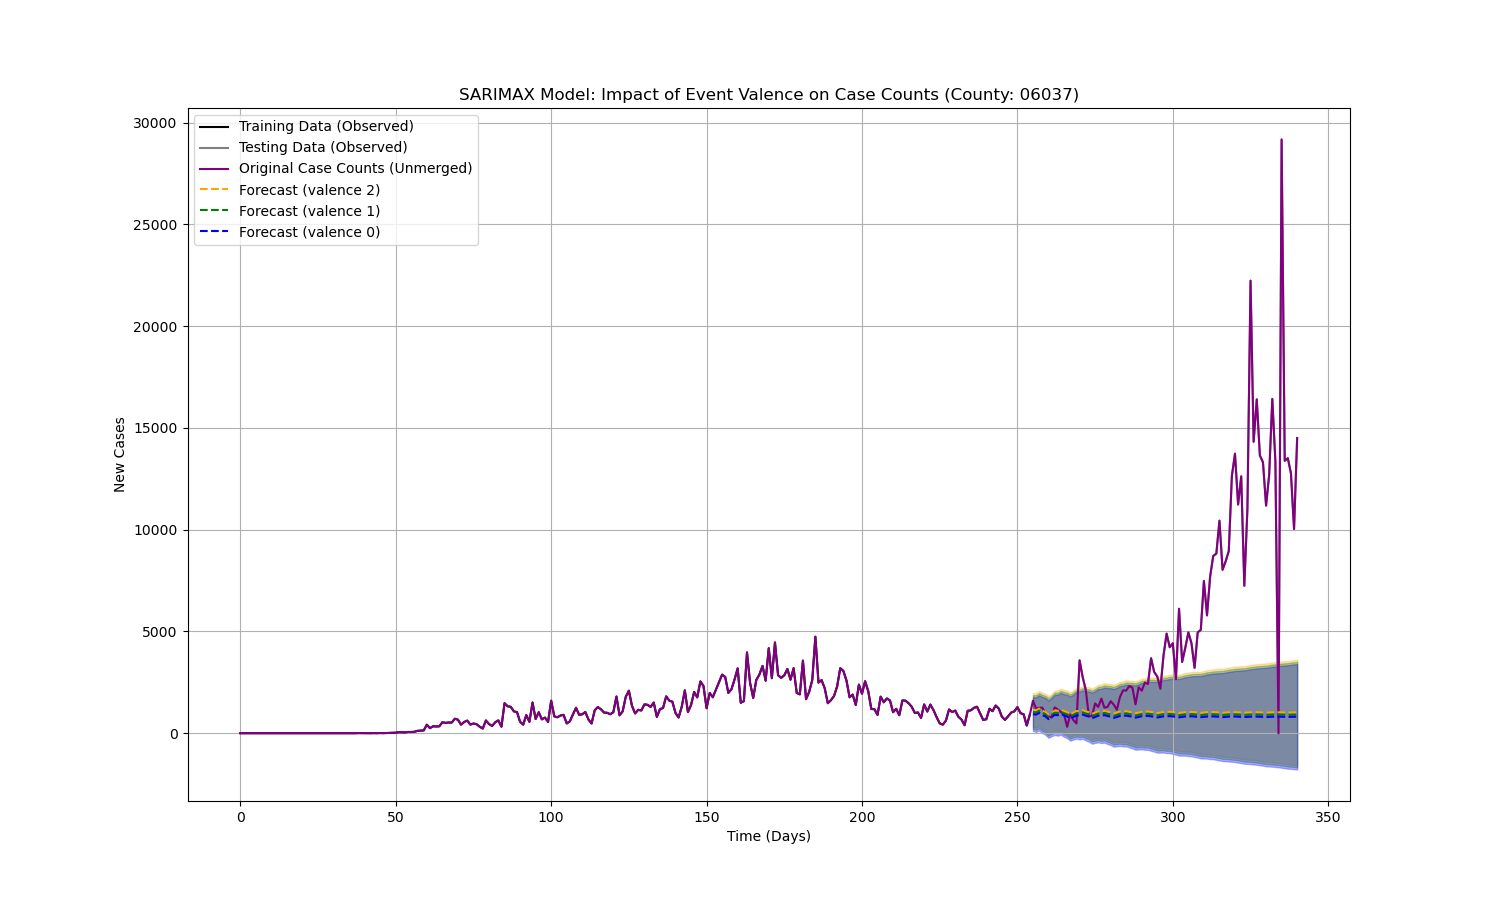 SARIMAX Model: Impact of Event Valence on Case Counts (County: 06037)
30000
25000
20000
15000
10000
5000
0
New Cases
Training Data (Observed)
Testing Data (Observed)
Original Case Counts (Unmerged)
Forecast (valence 2)
Forecast (valence 1)
Forecast (valence 0)
0 50 100 150 200 250 300 350
Time (Days)